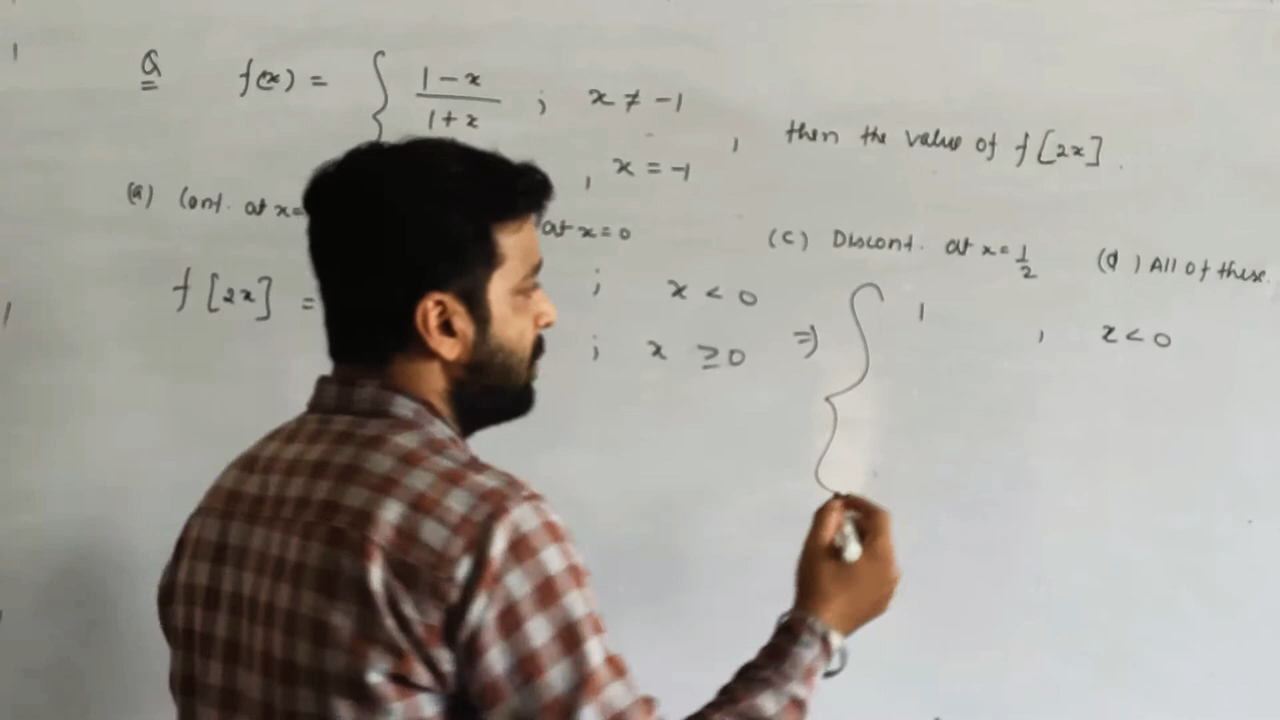 Q f(x) = { 1-x / 1+x ; x ≠ -1
, x = -1 , then the value of f[2x].
(a) Cont. at x= at x=0 (c) Discont. at x=1/2 (d) All of these.
f[2x] = ; x < 0 ⇒ { 1 , x<0
; x ≥0